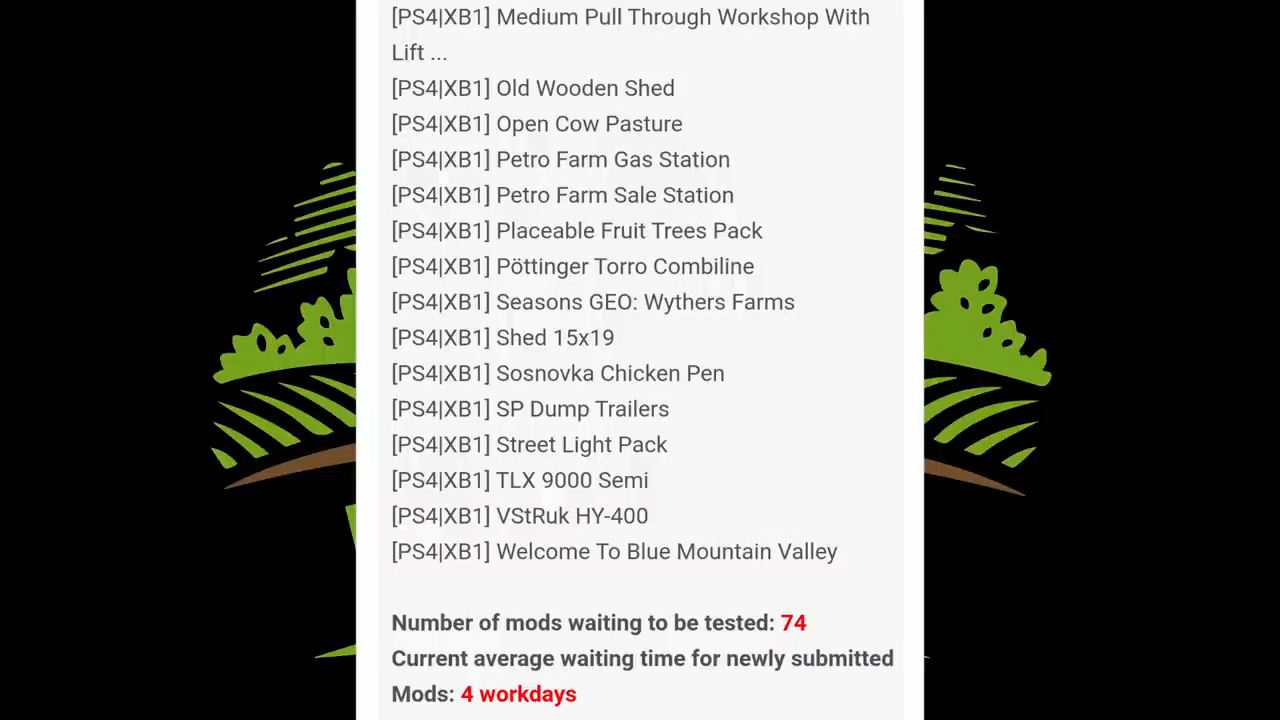 [PS4|XB1] Medium Pull Through Workshop With
Lift ...
[PS4|XB1] Old Wooden Shed
[PS4|XB1] Open Cow Pasture
[PS4|XB1] Petro Farm Gas Station
[PS4|XB1] Petro Farm Sale Station
[PS4|XB1] Placeable Fruit Trees Pack
[PS4|XB1] Pöttinger Torro Combiline
[PS4|XB1] Seasons GEO: Wythers Farms
[PS4|XB1] Shed 15x19
[PS4|XB1] Sosnovka Chicken Pen
[PS4|XB1] SP Dump Trailers
[PS4|XB1] Street Light Pack
[PS4|XB1] TLX 9000 Semi
[PS4|XB1] VStRuk HY-400
[PS4|XB1] Welcome To Blue Mountain Valley
Number of mods waiting to be tested: 74
Current average waiting time for newly submitted
Mods: 4 workdays